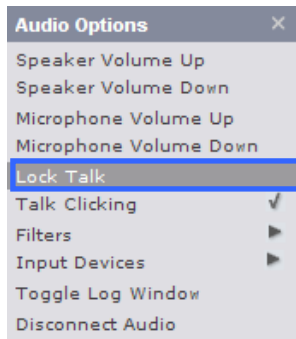 Audio Options
Speaker Volume Up
Speaker Volume Down
Microphone Volume Up
Microphone Volume Down
Lock Talk
Talk Clicking
Filters
Input Devices
Toggle Log Window
Disconnect Audio